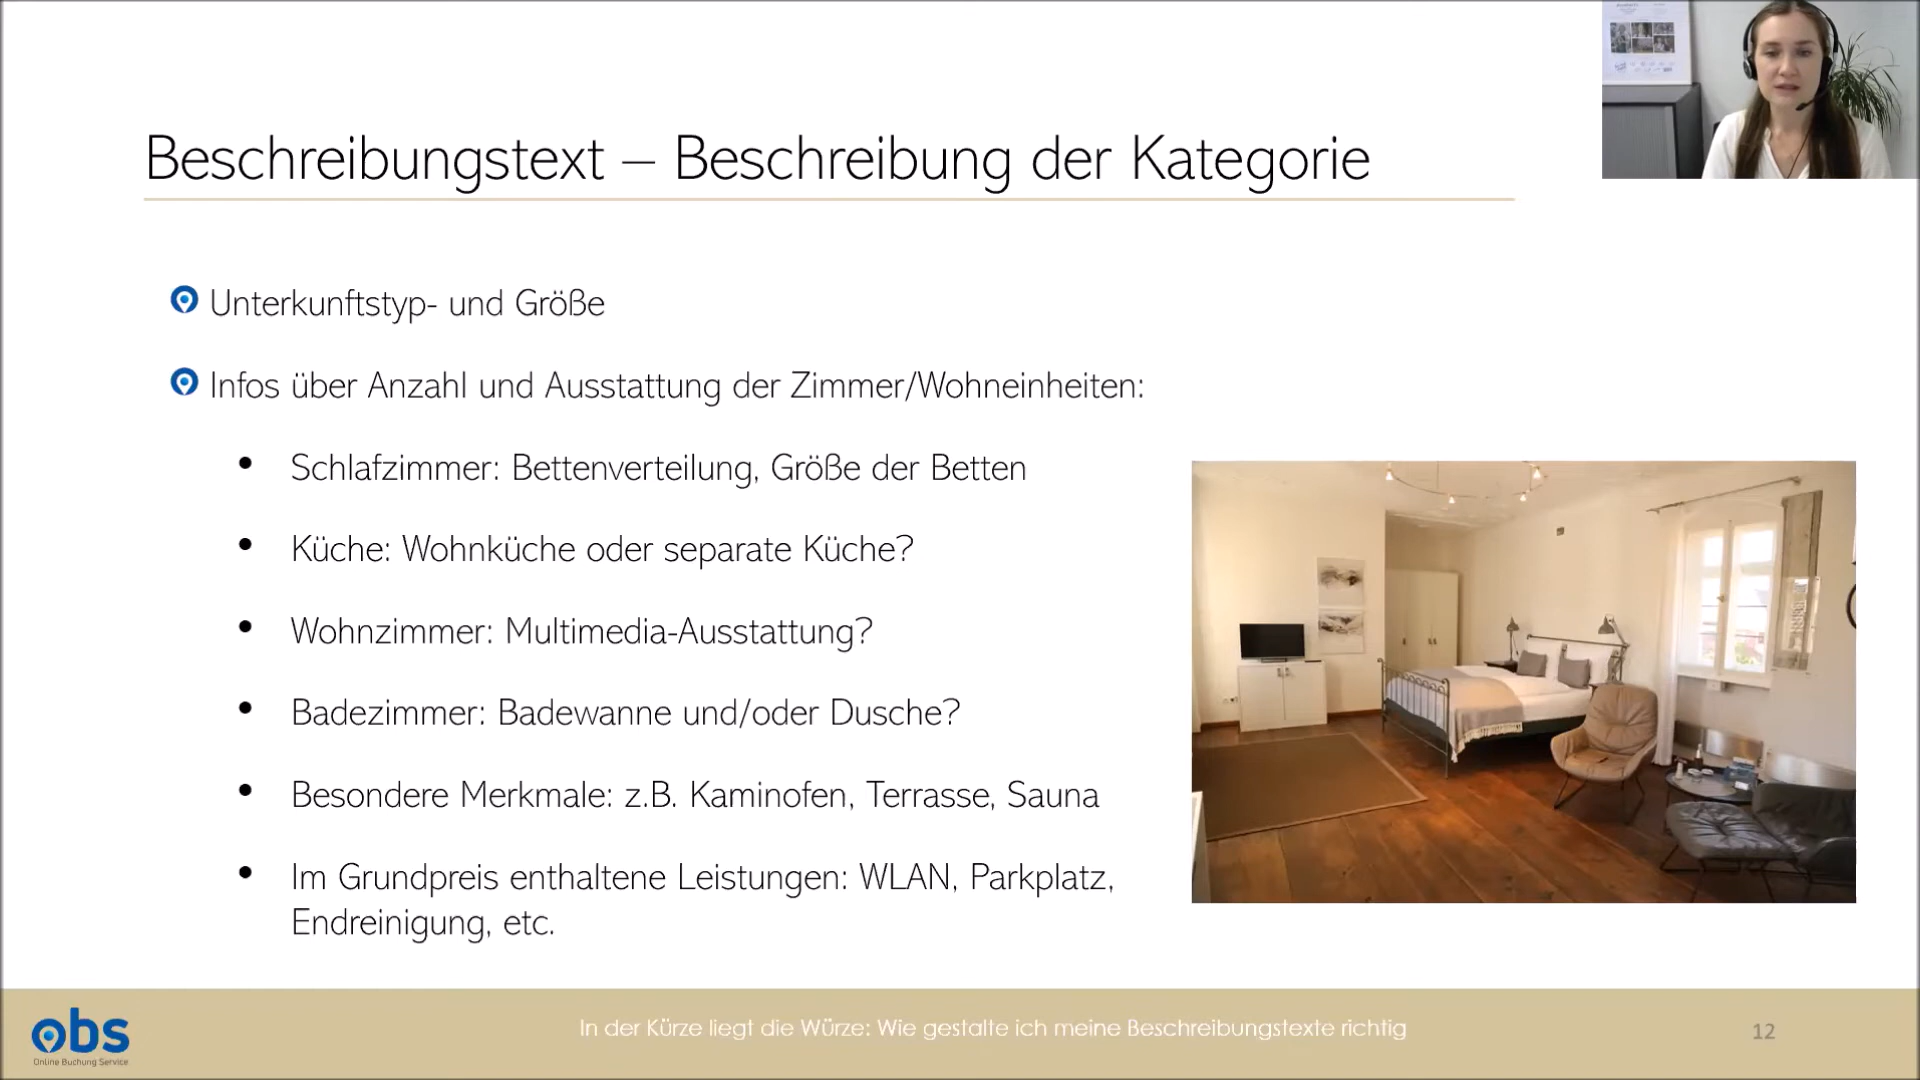 Beschreibungstext – Beschreibung der Kategorie
Unterkunftstyp- und Größe
Infos über Anzahl und Ausstattung der Zimmer/Wohneinheiten:
• Schlafzimmer: Bettenverteilung, Größe der Betten
• Küche: Wohnküche oder separate Küche?
• Wohnzimmer: Multimedia-Ausstattung?
• Badezimmer: Badewanne und/oder Dusche?
• Besondere Merkmale: z.B. Kaminofen, Terrasse, Sauna
• Im Grundpreis enthaltene Leistungen: WLAN, Parkplatz,
Endreinigung, etc.
obs
Online Buchung Service
In der Kürze liegt die Würze: Wie gestalte ich meine Beschreibungstexte richtig
12